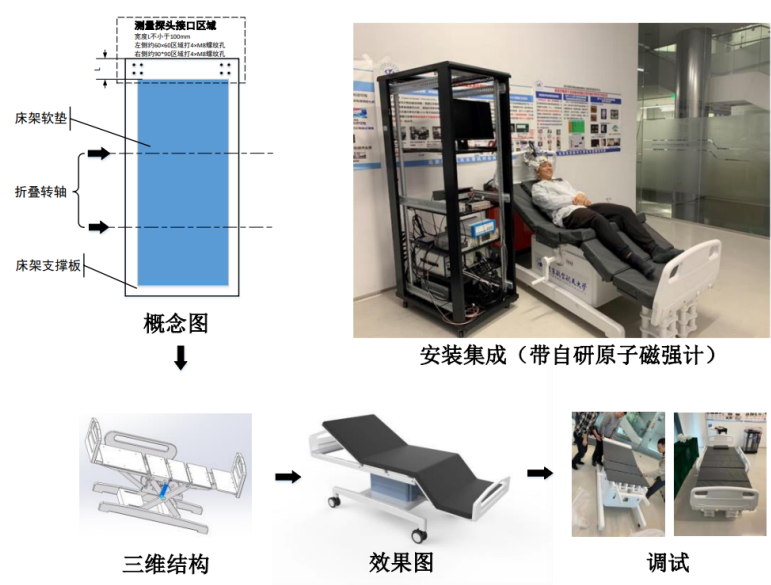 测量探头接口区域
宽度L不小于100mm
左侧约60×60区域打4×M8螺纹孔
右侧约90*90区域打4×M8螺纹孔
L
床架软垫
折叠转轴
床架支撑板
概念图
安装集成（带自研原子磁强计）
三维结构
效果图
调试